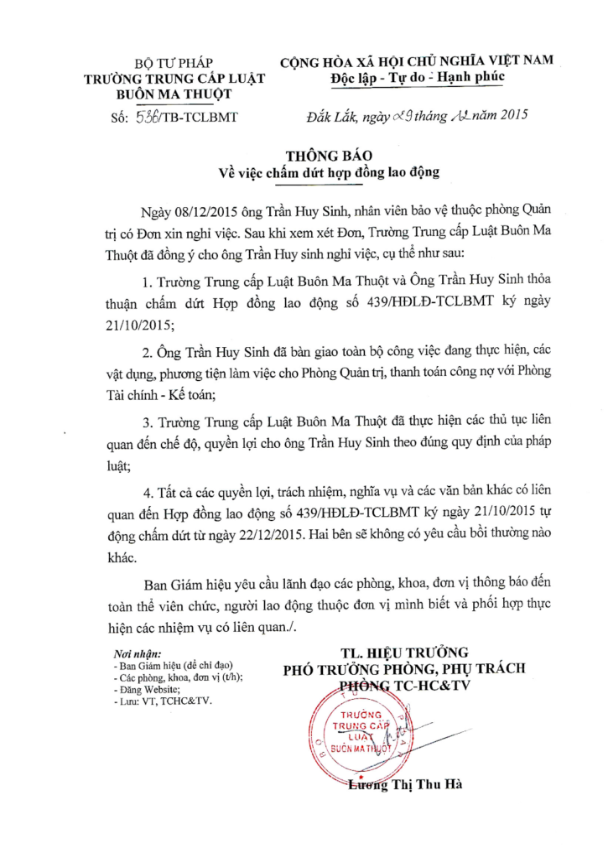 BỘ TƯ PHÁP
TRƯỜNG TRUNG CẤP LUẬT
BUÔN MA THUỘT
Số: 536/TB-TCLBMT
CỘNG HÒA XÃ HỘI CHỦ NGHĨA VIỆT NAM
Độc lập - Tự do - Hạnh phúc
Đắk Lắk, ngày 29 tháng 12 năm 2015
THÔNG BÁO
Về việc chấm dứt hợp đồng lao động
Ngày 08/12/2015 ông Trần Huy Sinh, nhân viên bảo vệ thuộc phòng Quản
trị có Đơn xin nghỉ việc. Sau khi xem xét Đơn, Trường Trung cấp Luật Buôn Ma
Thuột đã đồng ý cho ông Trần Huy sinh nghỉ việc, cụ thể như sau:
1. Trường Trung cấp Luật Buôn Ma Thuột và Ông Trần Huy Sinh thỏa
thuận chấm dứt Hợp đồng lao động số 439/HĐLĐ-TCLBMT ký ngày
21/10/2015;
2. Ông Trần Huy Sinh đã bàn giao toàn bộ công việc đang thực hiện, các
vật dụng, phương tiện làm việc cho Phòng Quản trị, thanh toán công nợ với Phòng
Tài chính - Kế toán;
3. Trường Trung cấp Luật Buôn Ma Thuột đã thực hiện các thủ tục liên
quan đến chế độ, quyền lợi cho ông Trần Huy Sinh theo đúng quy định của pháp
luật;
4. Tất cả các quyền lợi, trách nhiệm, nghĩa vụ và các văn bản khác có liên
quan đến Hợp đồng lao động số 439/HĐLĐ-TCLBMT ký ngày 21/10/2015 tự
động chấm dứt từ ngày 22/12/2015. Hai bên sẽ không có yêu cầu bồi thường nào
khác.
Ban Giám hiệu yêu cầu lãnh đạo các phòng, khoa, đơn vị thông báo đến
toàn thể viên chức, người lao động thuộc đơn vị mình biết và phối hợp thực
hiện các nhiệm vụ có liên quan./.
Nơi nhận:
- Ban Giám hiệu (để chỉ đạo)
- Các phòng, khoa, đơn vị (t/h);
- Đăng Website;
- Lưu: VT, TCHC&TV.
TL. HIỆU TRƯỞNG
PHÓ TRƯỞNG PHÒNG, PHỤ TRÁCH
PHÒNG TC-HC&TV
BỘ TƯ PHÁP
TRƯỜNG
TRUNG CẤP
LUẬT
BUÔN MA THUỘT
Lương Thị Thu Hà